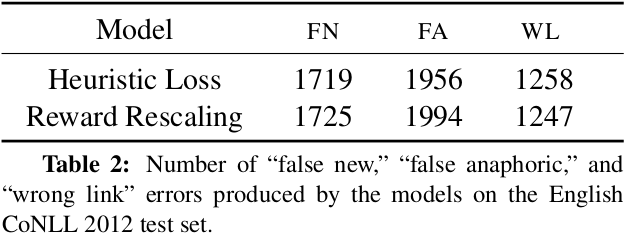 Model FN FA WL
Heuristic Loss 1719 1956 1258
Reward Rescaling 1725 1994 1247
Table 2: Number of “false new,” “false anaphoric,” and
“wrong link” errors produced by the models on the English
CoNLL 2012 test set.